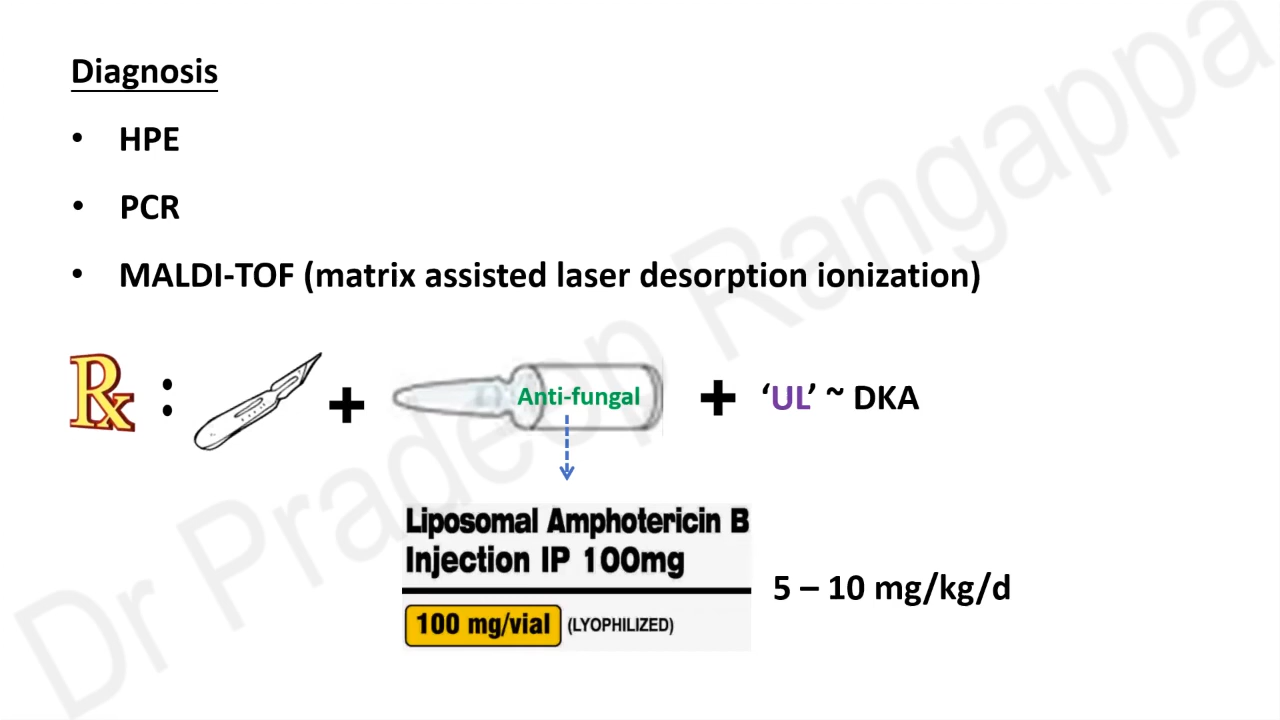 Diagnosis
• HPE
• PCR
• MALDI-TOF (matrix assisted laser desorption ionization)
Rx : + Anti-fungal + ‘UL’ ~ DKA
Liposomal Amphotericin B
Injection IP 100mg
5 – 10 mg/kg/d
100 mg/vial (LYOPHILIZED)
Dr Pradeep Rangappa